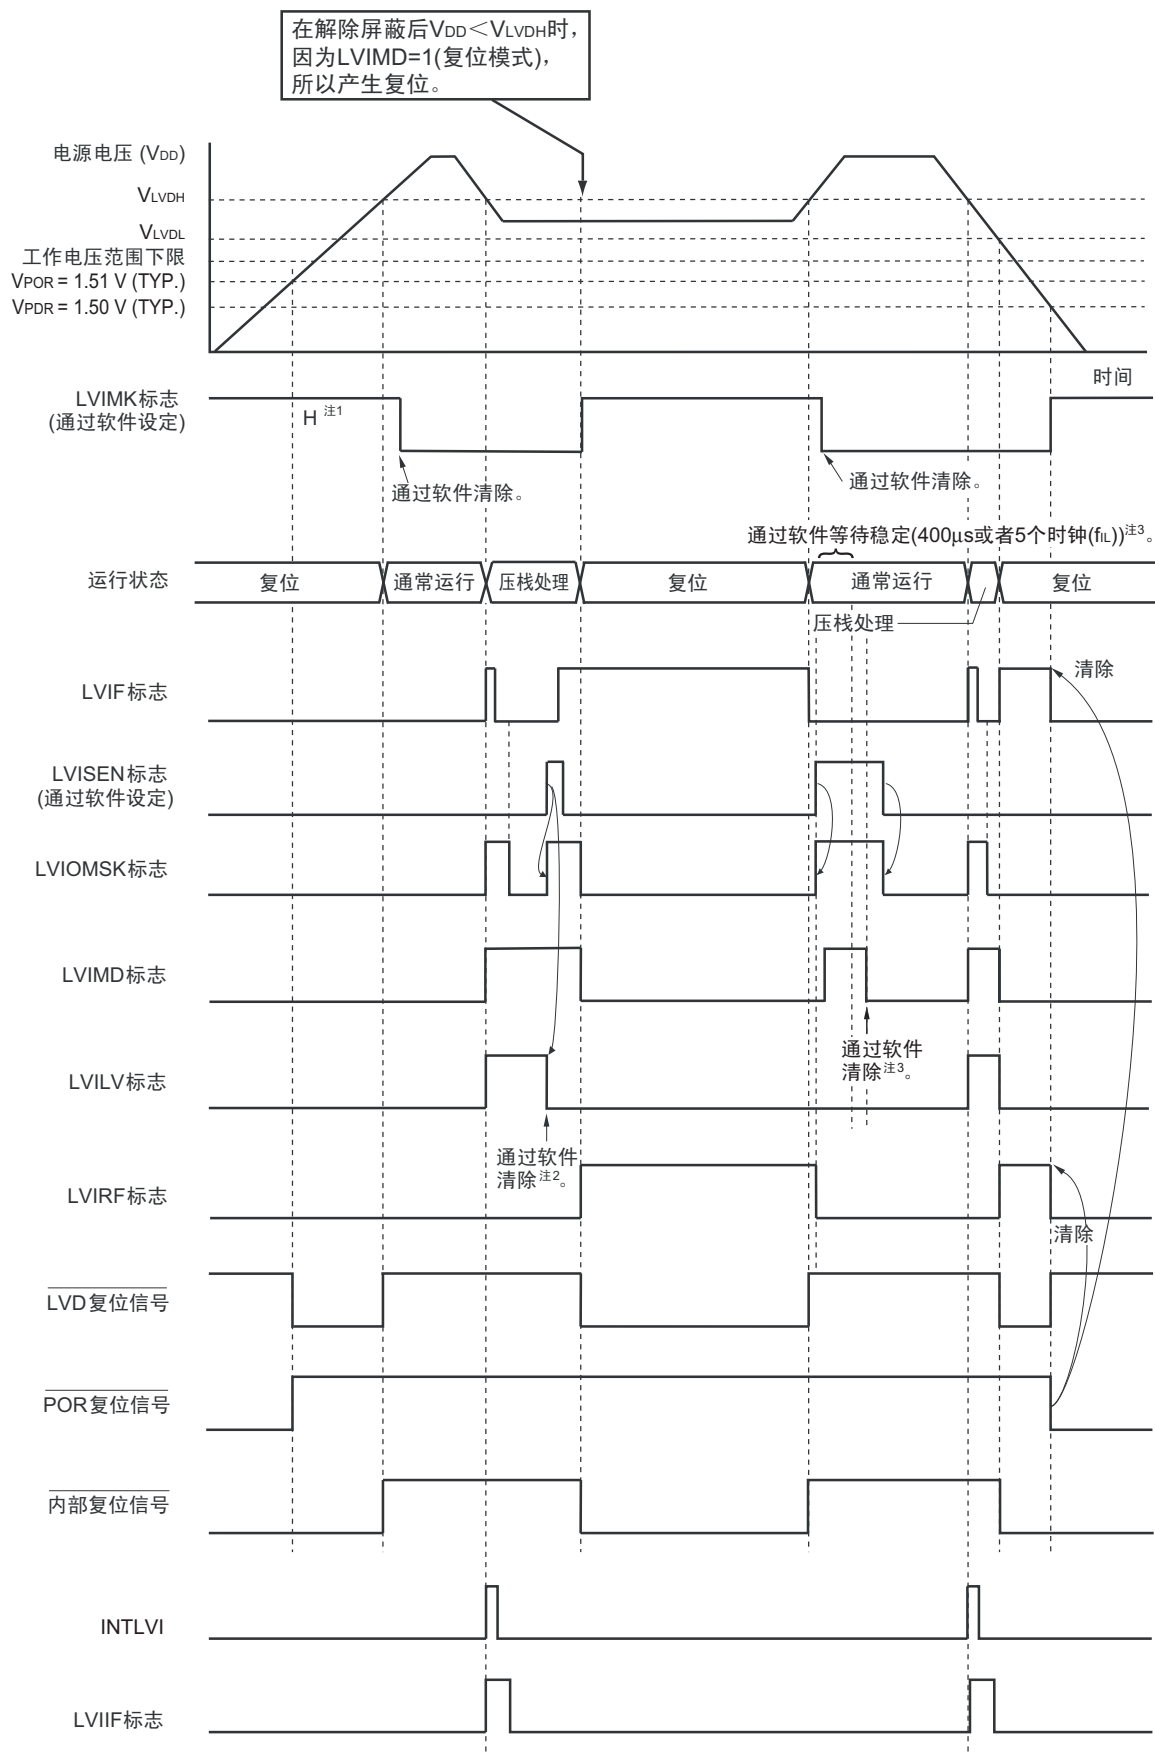 在解除屏蔽后VDD＜VLVDH时，
因为LVIMD=1(复位模式)，
所以产生复位。
电源电压 (VDD)
VLVDH
VLVDL
工作电压范围下限
VPOR = 1.51 V (TYP.)
VPDR = 1.50 V (TYP.)
时间
LVIMK标志
(通过软件设定)
H 注1
通过软件清除。
通过软件清除。
通过软件等待稳定(400μs或者5个时钟(fIL))注3。
运行状态
复位
通常运行
压栈处理
复位
通常运行
复位
压栈处理
LVIF标志
清除
LVISEN标志
(通过软件设定)
LVIOMSK标志
LVIMD标志
通过软件
清除注3。
LVILV标志
通过软件
清除注2。
LVIRF标志
清除
LVD复位信号
POR复位信号
内部复位信号
INTLVI
LVIIF标志